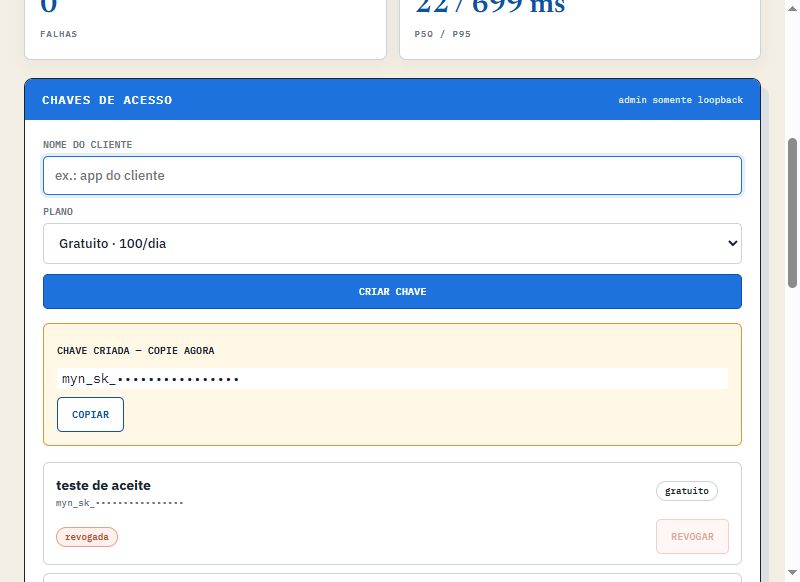 0
FALHAS
22 / 699 ms
P50 / P95
CHAVES DE ACESSO
admin somente loopback
NOME DO CLIENTE
ex.: app do cliente
PLANO
Gratuito · 100/dia
CRIAR CHAVE
CHAVE CRIADA — COPIE AGORA
myn_sk_••••••••••••••••
COPIAR
teste de aceite
gratuito
myn_sk_••••••••••••••••
revogada
REVOGAR